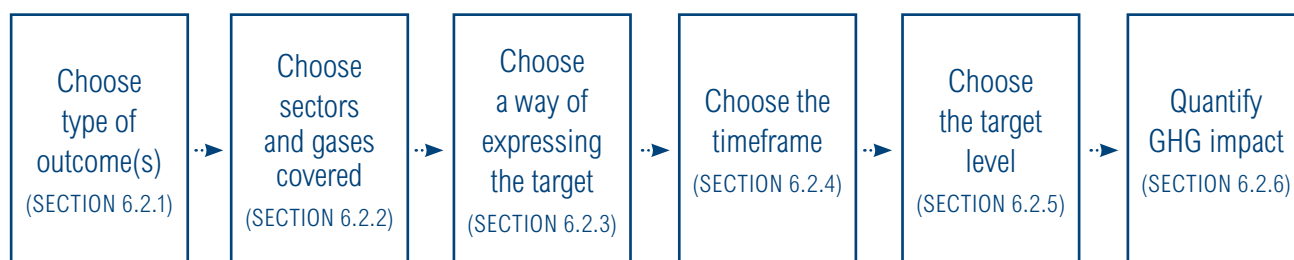 Choose
type of
outcome(s)
(SECTION 6.2.1)
Choose
sectors
and gases
covered
(SECTION 6.2.2)
Choose
a way of
expressing
the target
(SECTION 6.2.3)
Choose the
timeframe
(SECTION 6.2.4)
Choose
the target
level
(SECTION 6.2.5)
Quantify
GHG impact
(SECTION 6.2.6)